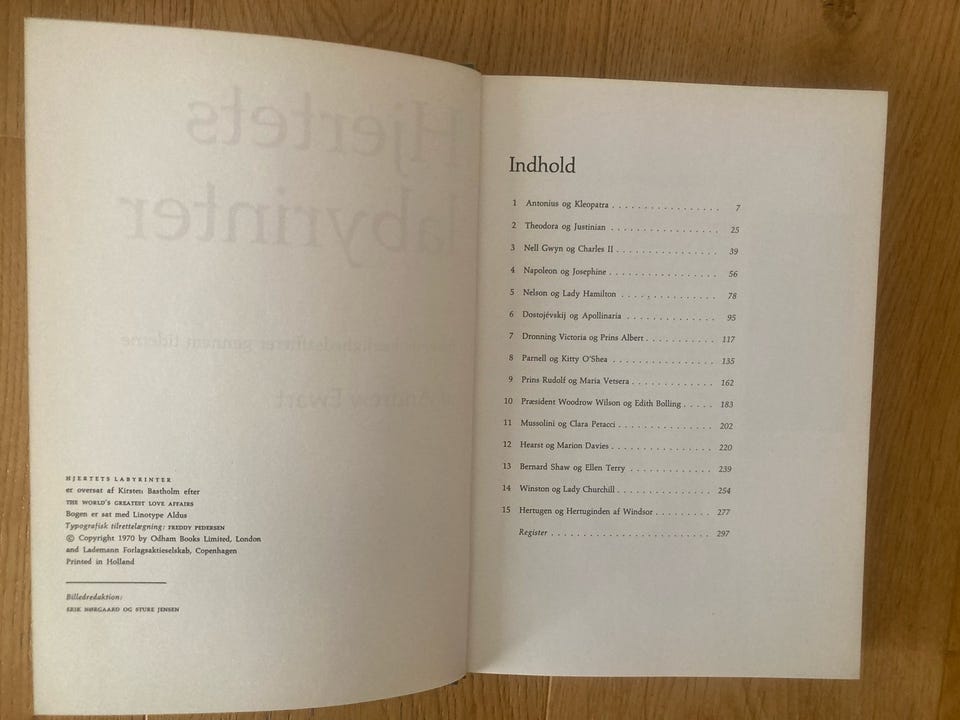 HJERTETS LABYRINTER
er oversat af Kirsten Bastholm efter
THE WORLD'S GREATEST LOVE AFFAIRS
Bogen er sat med Linotype Aldus
Typografisk tilrettelægning: FREDDY PEDERSEN
© Copyright 1970 by Odham Books Limited, London
and Lademann Forlagsaktieselskab, Copenhagen
Printed in Holland
Billedredaktion:
ERIK NØRGAARD OG STURE JENSEN
Indhold
1 Antonius og Kleopatra . . . . . . . . . . . . . . . . . 7
2 Theodora og Justinian . . . . . . . . . . . . . . . . . 25
3 Nell Gwyn og Charles II . . . . . . . . . . . . . . . . 39
4 Napoleon og Josephine . . . . . . . . . . . . . . . . . 56
5 Nelson og Lady Hamilton . . . . . . . . . . . . . . . 78
6 Dostojévskij og Apollinaria . . . . . . . . . . . . . . 95
7 Dronning Victoria og Prins Albert . . . . . . . . . . . 117
8 Parnell og Kitty O'Shea . . . . . . . . . . . . . . . . 135
9 Prins Rudolf og Maria Vetsera . . . . . . . . . . . . . 162
10 Præsident Woodrow Wilson og Edith Bolling . . . . . 183
11 Mussolini og Clara Petacci . . . . . . . . . . . . . . . 202
12 Hearst og Marion Davies . . . . . . . . . . . . . . . . 220
13 Bernard Shaw og Ellen Terry . . . . . . . . . . . . . 239
14 Winston og Lady Churchill . . . . . . . . . . . . . . . 254
15 Hertugen og Hertuginden af Windsor . . . . . . . . . 277
Register . . . . . . . . . . . . . . . . . . . . . . . . . 297